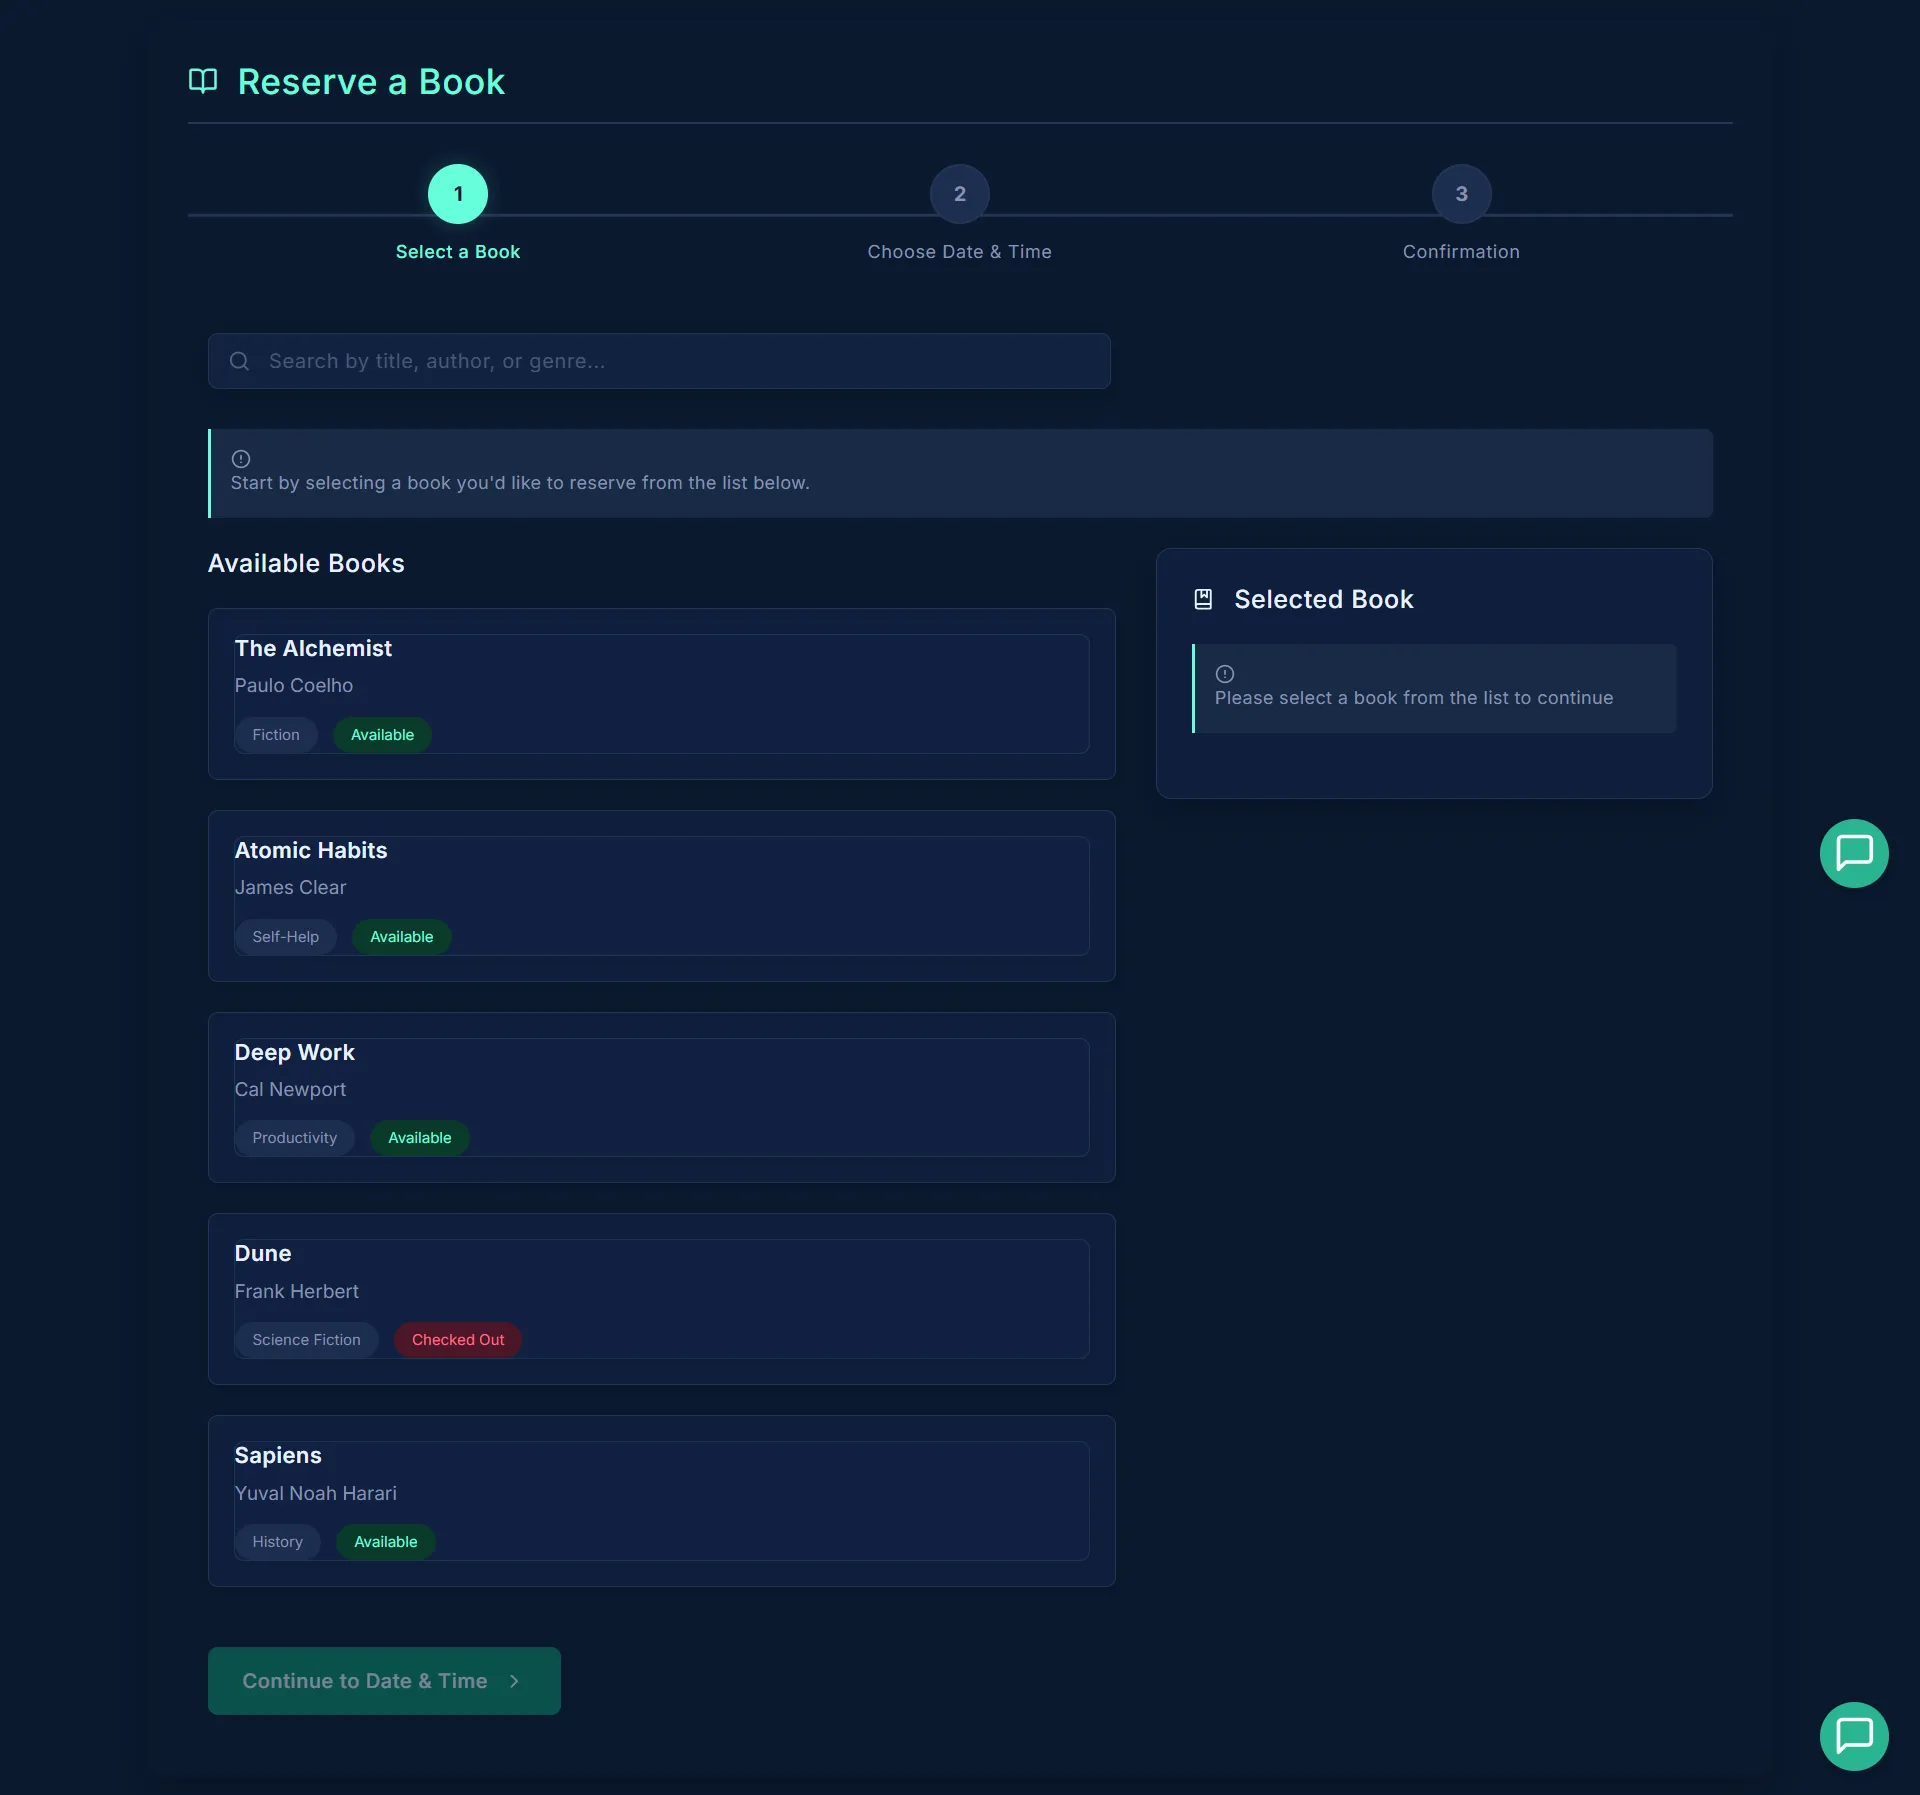 Reserve a Book
1
2
3
Select a Book
Choose Date & Time
Confirmation
Search by title, author, or genre...
Start by selecting a book you'd like to reserve from the list below.
Available Books
The Alchemist
Paulo Coelho
Fiction
Available
Atomic Habits
James Clear
Self-Help
Available
Deep Work
Cal Newport
Productivity
Available
Dune
Frank Herbert
Science Fiction
Checked Out
Sapiens
Yuval Noah Harari
History
Available
Selected Book
Please select a book from the list to continue
Continue to Date & Time